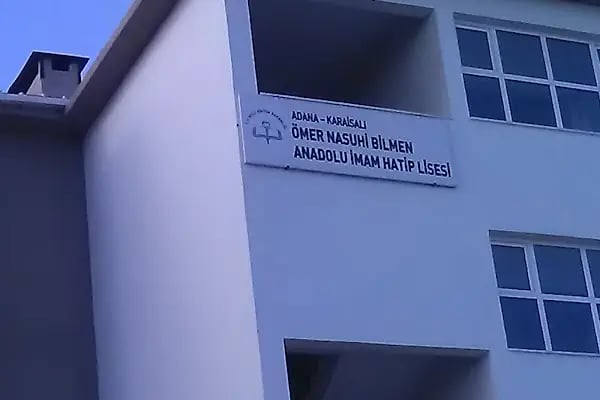 ADANA - KARAİSALI
ÖMER NASUHİ BİLMEN
ANADOLU İMAM HATİP LİSESİ